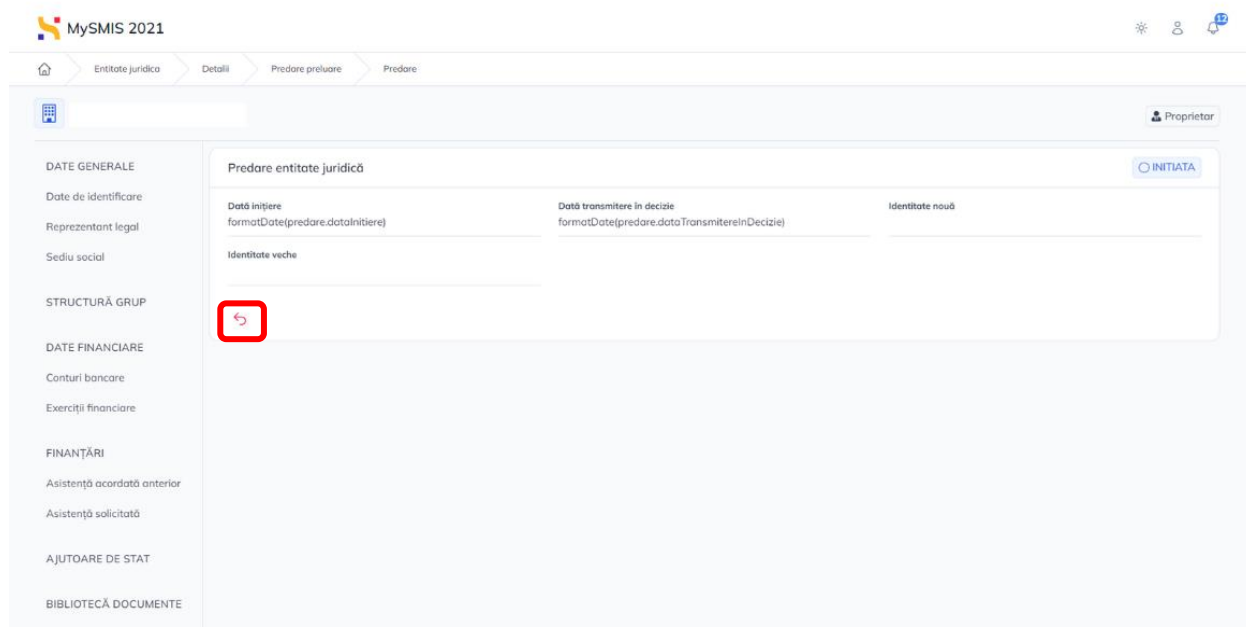 MySMIS 2021
12
Entitate juridica
Detalii
Predare preluare
Predare
Proprietar
DATE GENERALE
Date de identificare
Reprezentant legal
Sediu social
STRUCTURĂ GRUP
DATE FINANCIARE
Conturi bancare
Exerciții financiare
FINANȚĂRI
Asistență acordată anterior
Asistență solicitată
AJUTOARE DE STAT
BIBLIOTECĂ DOCUMENTE
Predare entitate juridică
INITIATA
Dată inițiere
formatDate(predare.dataInitiere)
Dată transmitere în decizie
formatDate(predare.dataTransmitereInDecizie)
Identitate nouă
Identitate veche